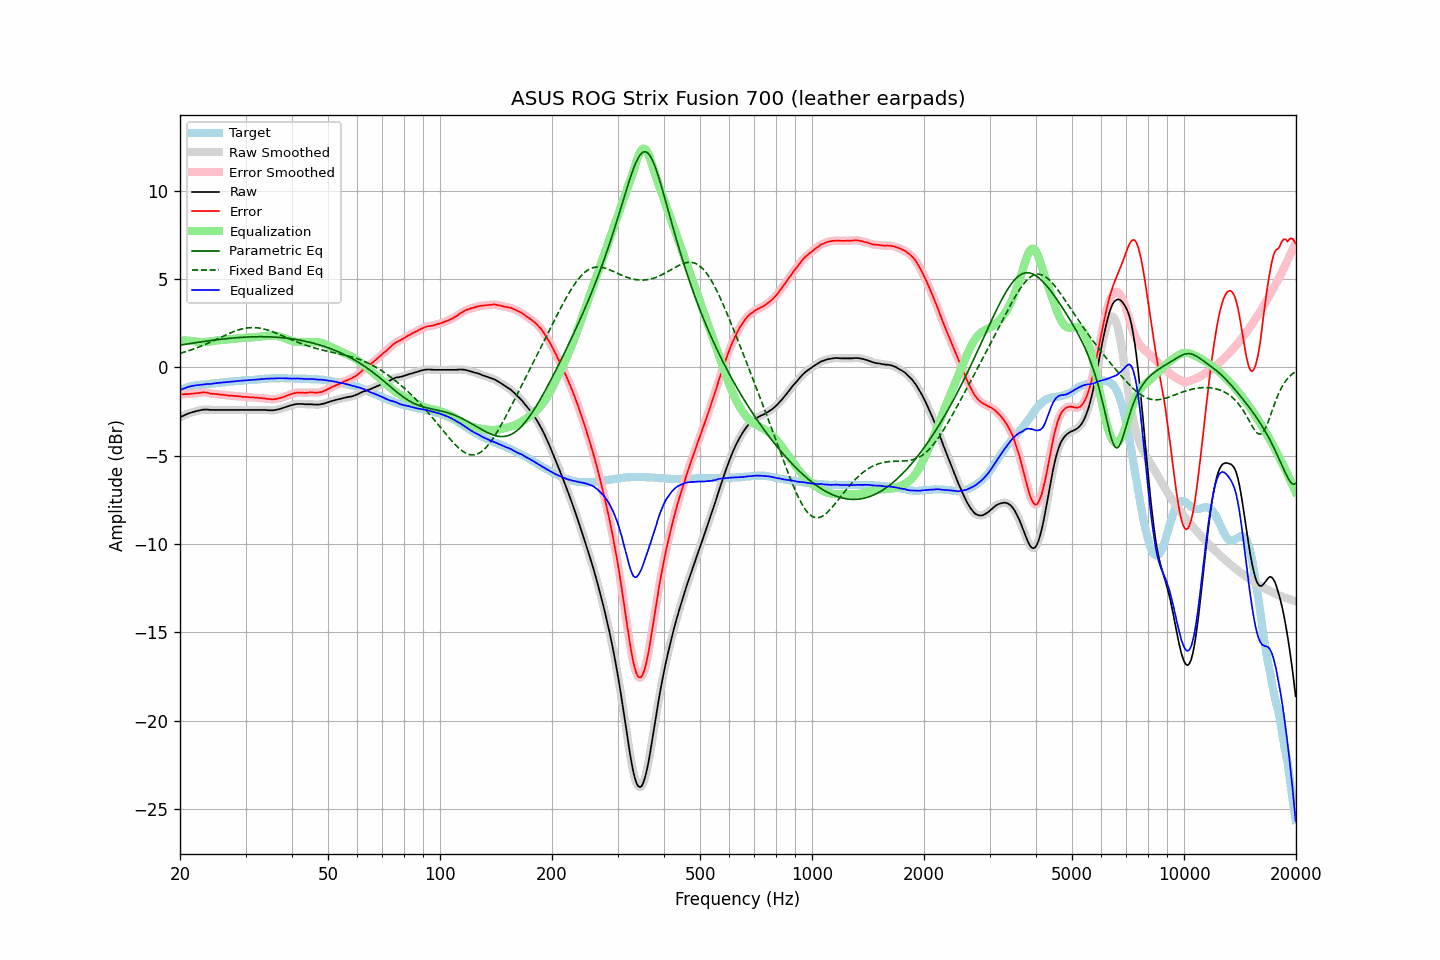 ASUS ROG Strix Fusion 700 (leather earpads)
Target
Raw Smoothed
Error Smoothed
Raw
Error
Equalization
Parametric Eq
Fixed Band Eq
Equalized
Amplitude (dBr)
10
5
0
−5
−10
−15
−20
−25
20 50 100 200 500 1000 2000 5000 10000 20000
Frequency (Hz)